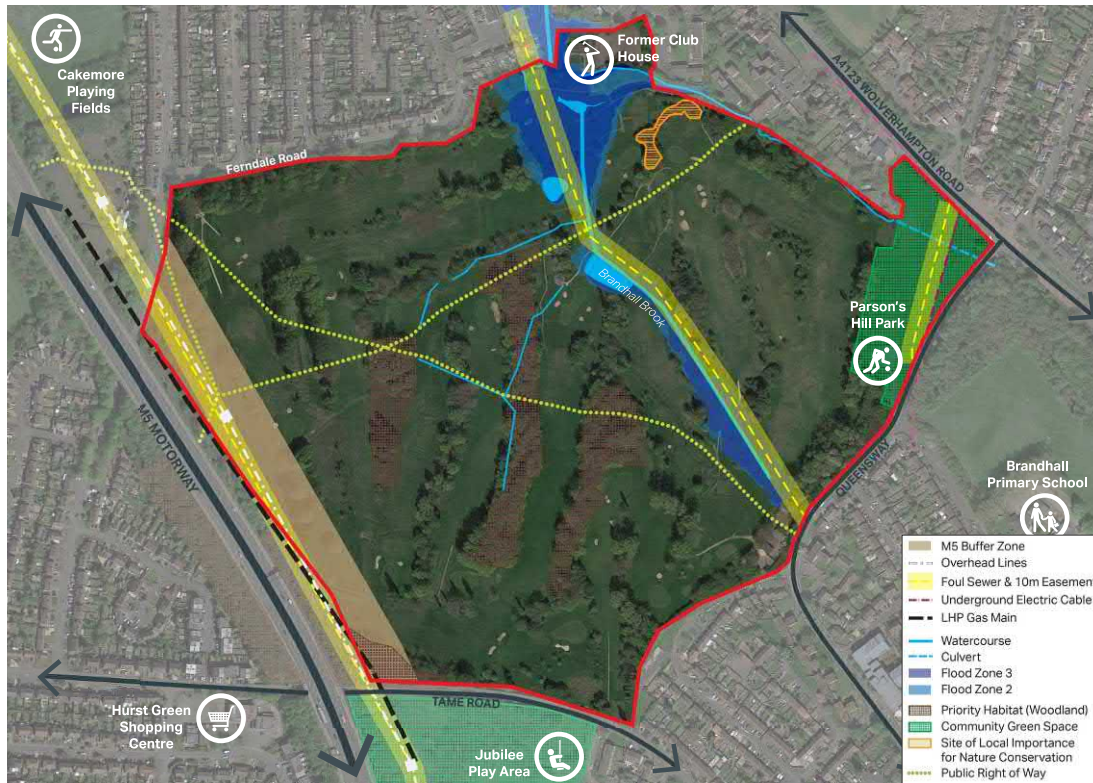 Cakemore
Playing
Fields
Former Club
House
A4123 WOLVERHAMPTON ROAD
Ferndale Road
Brandhall Brook
Parson's
Hill Park
M5 MOTORWAY
QUEENSWAY
Brandhall
Primary School
Hurst Green
Shopping
Centre
TAME ROAD
Jubilee
Play Area
M5 Buffer Zone
Overhead Lines
Foul Sewer & 10m Easement
Underground Electric Cable
LHP Gas Main
Watercourse
Culvert
Flood Zone 3
Flood Zone 2
Priority Habitat (Woodland)
Community Green Space
Site of Local Importance
for Nature Conservation
Public Right of Way